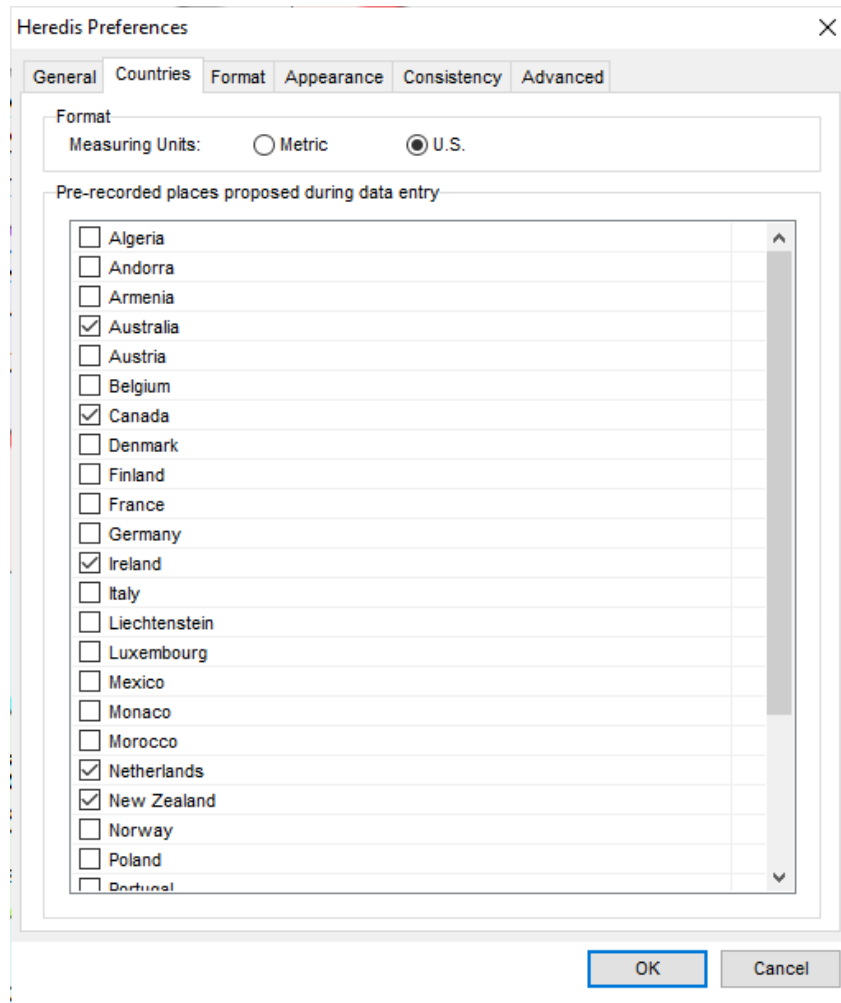 Heredis Preferences
General Countries Format Appearance Consistency Advanced
Format
Measuring Units: Metric U.S.
Pre-recorded places proposed during data entry
Algeria
Andorra
Armenia
Australia
Austria
Belgium
Canada
Denmark
Finland
France
Germany
Ireland
Italy
Liechtenstein
Luxembourg
Mexico
Monaco
Morocco
Netherlands
New Zealand
Norway
Poland
Portugal
OK Cancel